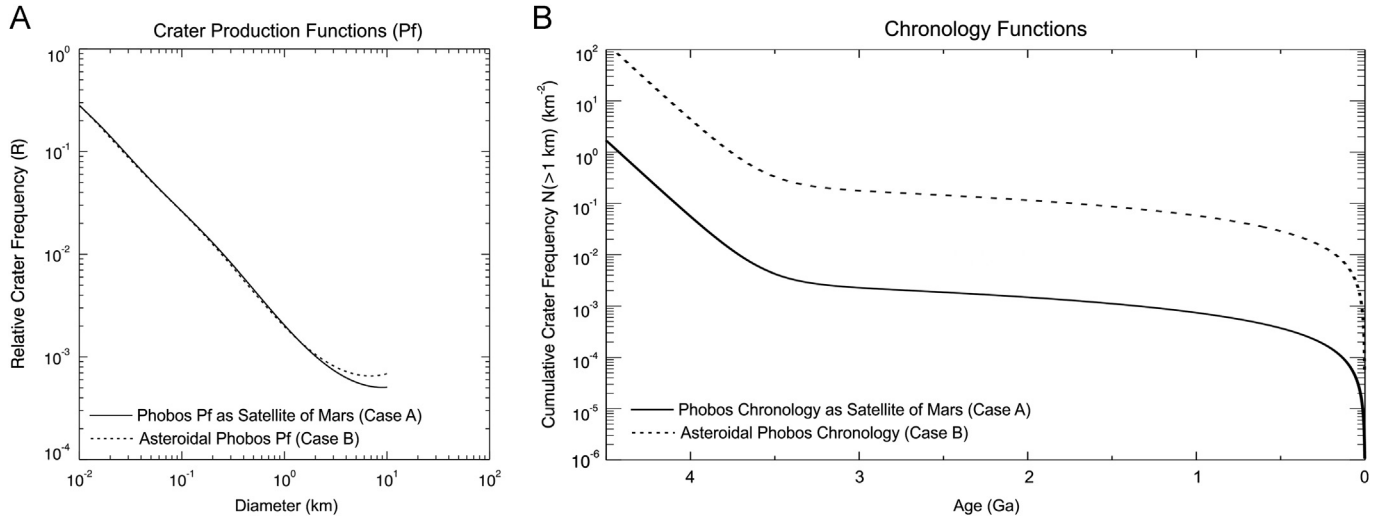 A
Crater Production Functions (Pf)
10^0
10^-1
10^-2
10^-3
10^-4
Relative Crater Frequency (R)
Phobos Pf as Satellite of Mars (Case A)
Asteroidal Phobos Pf (Case B)
10^-2
10^-1
10^0
10^1
10^2
Diameter (km)
B
Chronology Functions
10^2
10^1
10^0
10^-1
10^-2
10^-3
10^-4
10^-5
10^-6
Cumulative Crater Frequency N(>1 km) (km^-2)
Phobos Chronology as Satellite of Mars (Case A)
Asteroidal Phobos Chronology (Case B)
4
3
2
1
0
Age (Ga)